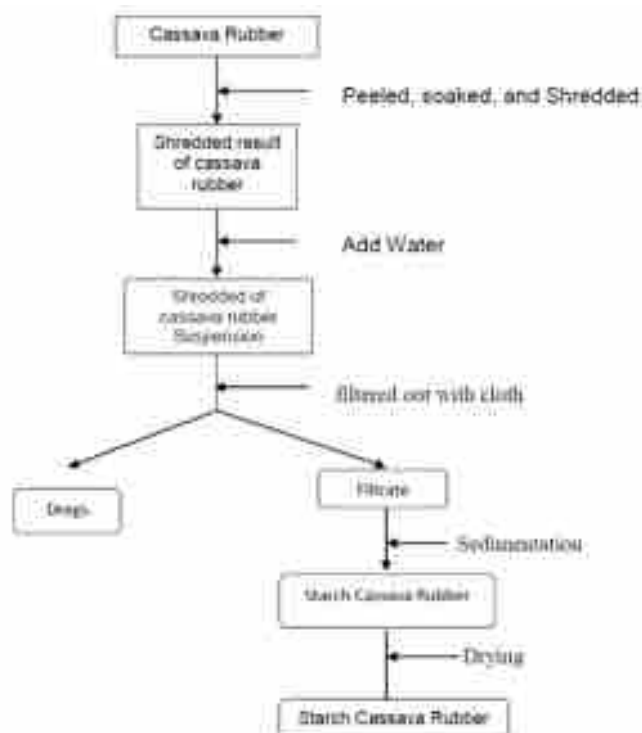 Cassava Rubber
Peeled, soaked, and Shredded
Shredded result
of cassava
rubber
Add Water
Shredded of
cassava rubber
Suspension
filtered out with cloth
Dregs
Filtrate
Sedimentation
Starch Cassava Rubber
Drying
Starch Cassava Rubber